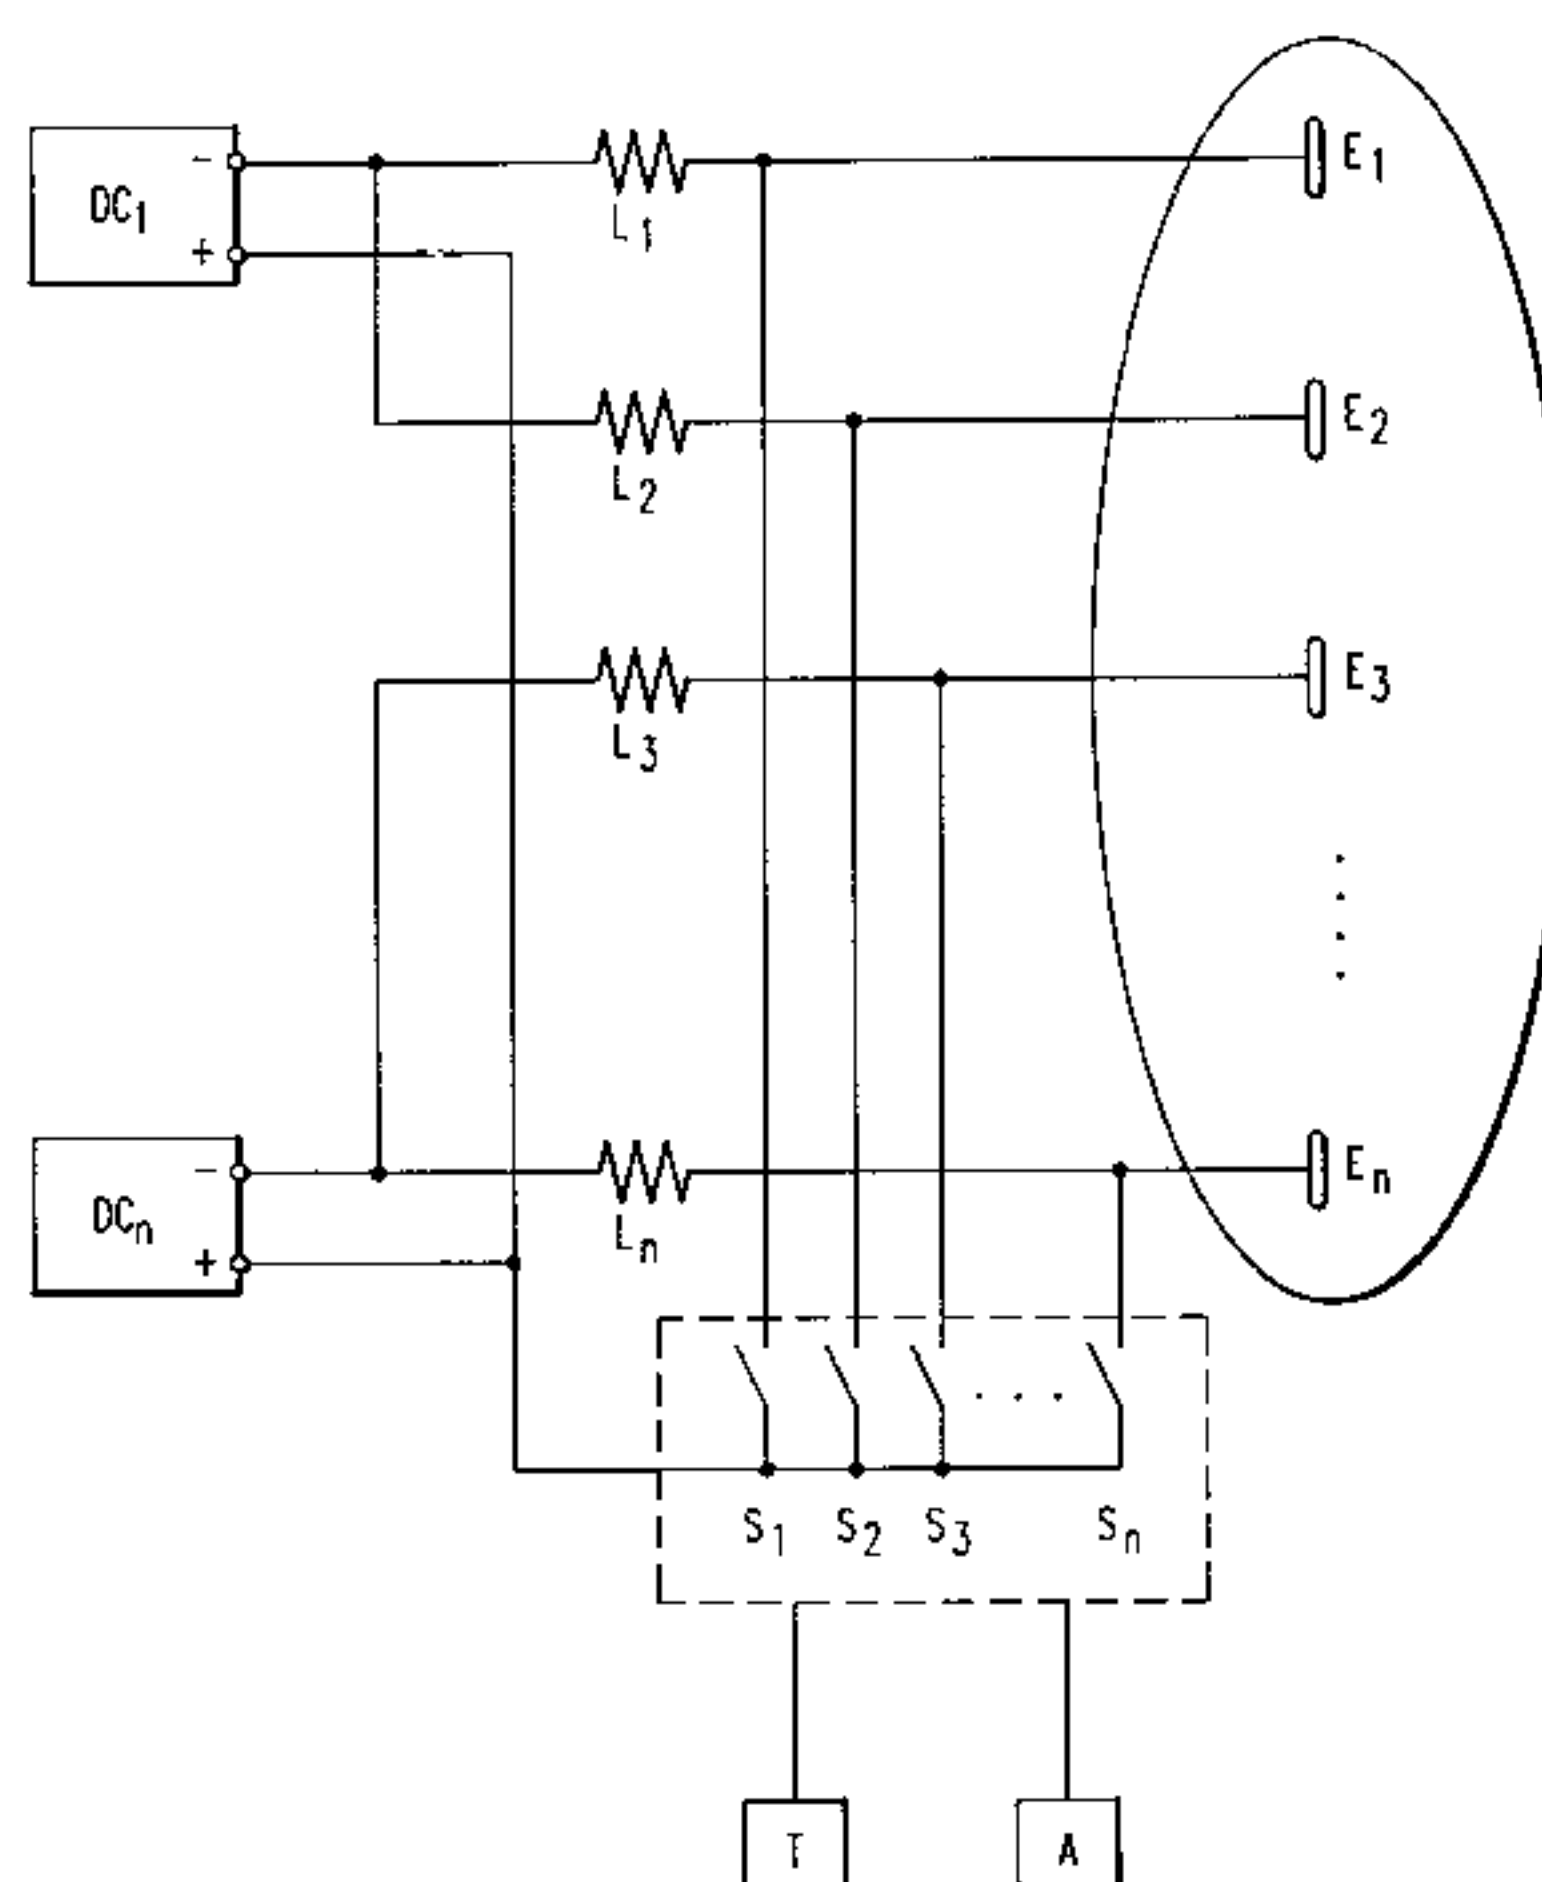 - E1
DC1
+
L1
E2
L2
E3
L3
- En
DCn
+
Ln
S1 S2 S3 Sn
T A